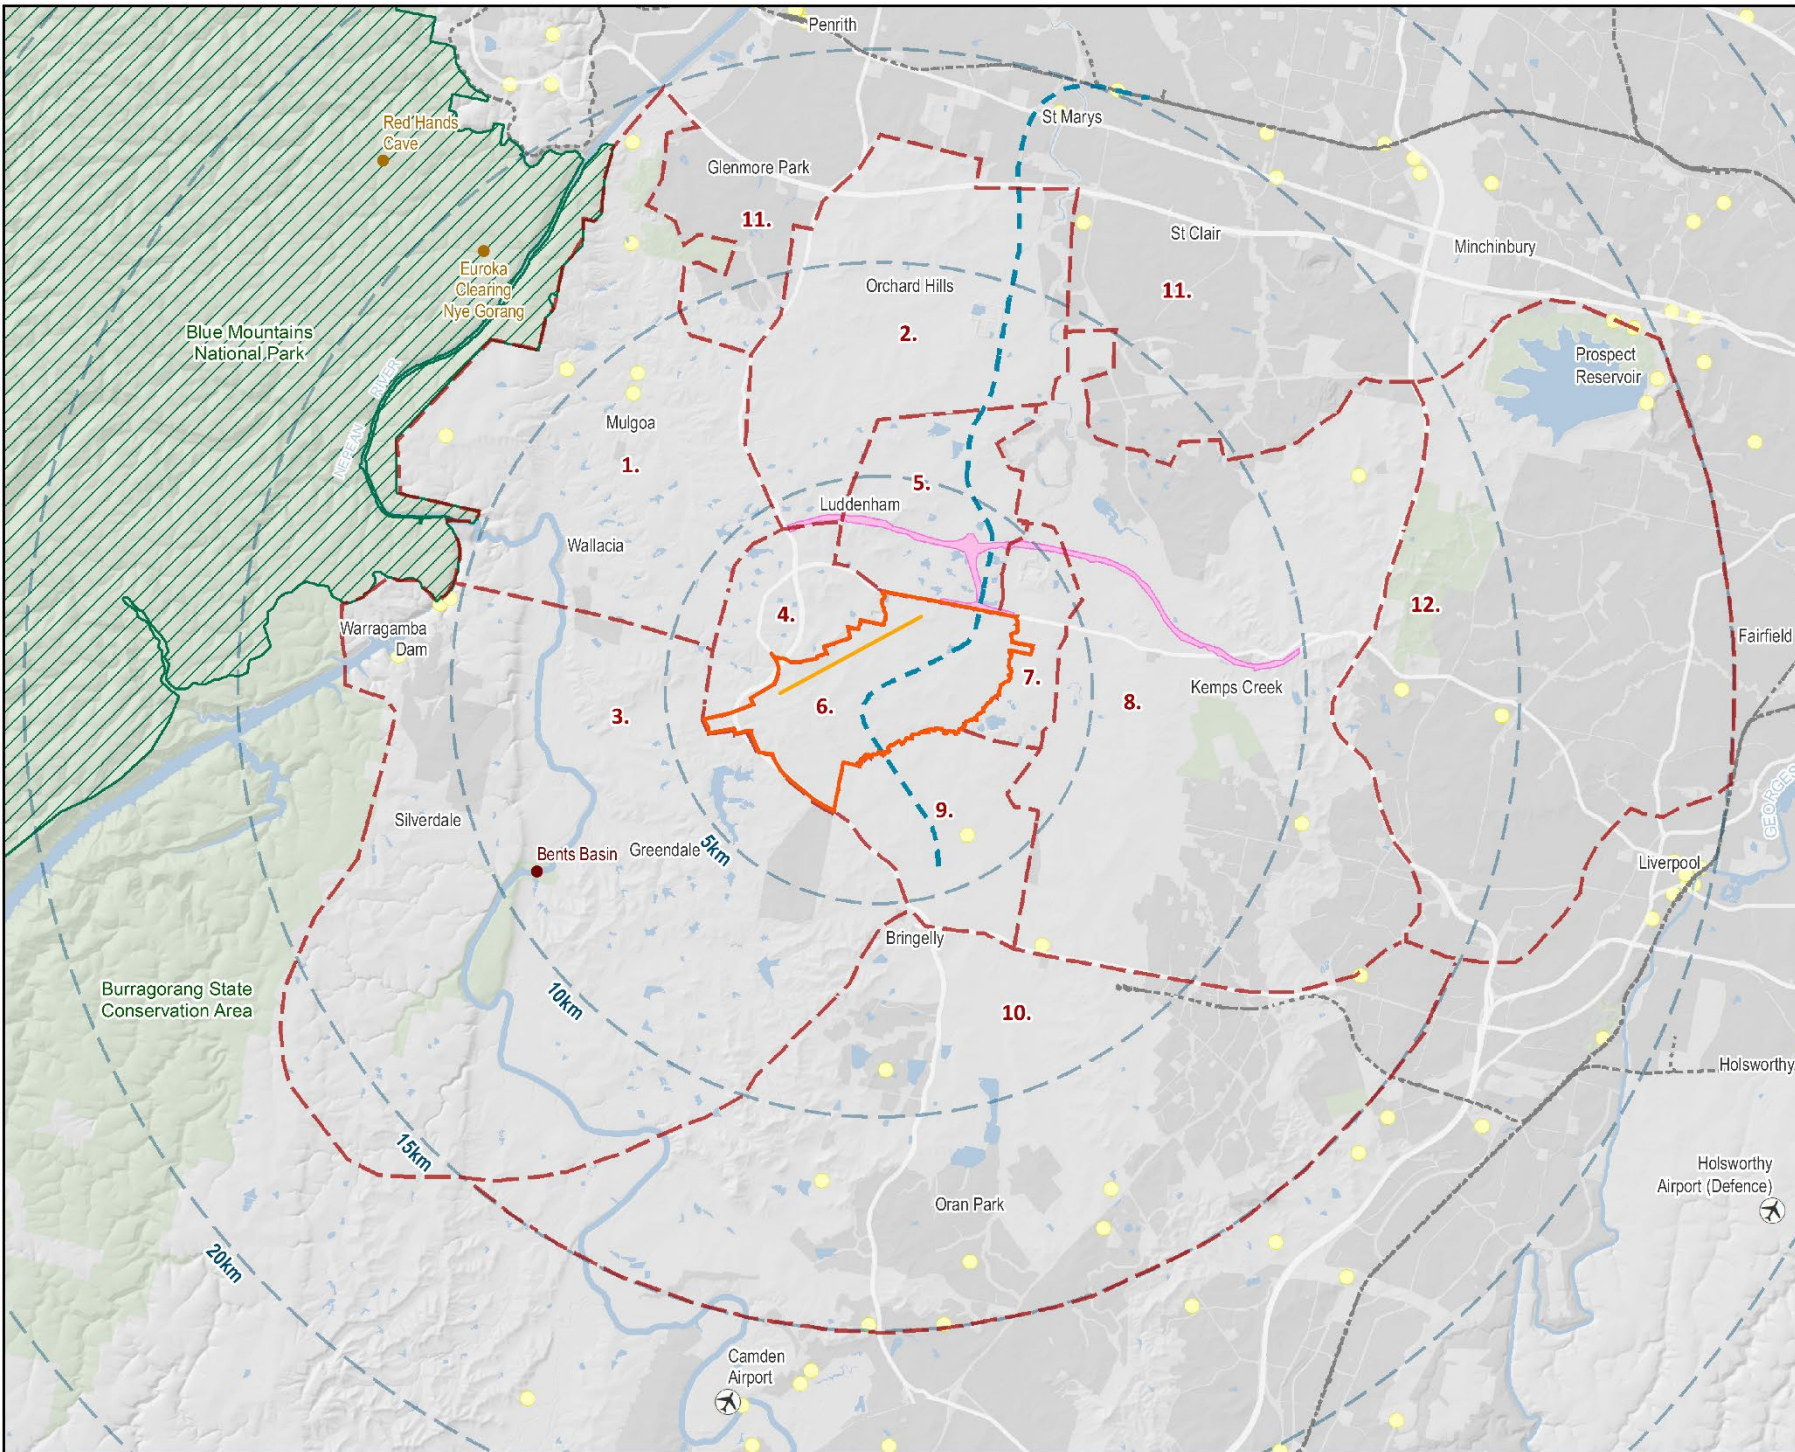 Penrith
Red Hands
Cave
St Marys
Glenmore Park
11.
St Clair
Minchinbury
Euroka
Clearing
Nye Gorang
Orchard Hills
11.
2.
Blue Mountains
National Park
Prospect
Reservoir
NEPEAN RIVER
Mulgoa
1.
5.
Luddenham
Wallacia
4.
12.
Warragamba
Dam
Fairfield
7.
Kemps Creek
3.
6.
8.
9.
GEORGES
Silverdale
Bents Basin
Greendale
5km
Liverpool
Bringelly
Burragorang State
Conservation Area
10km
10.
Holsworthy
15km
Holsworthy
Airport (Defence)
Oran Park
20km
Camden
Airport